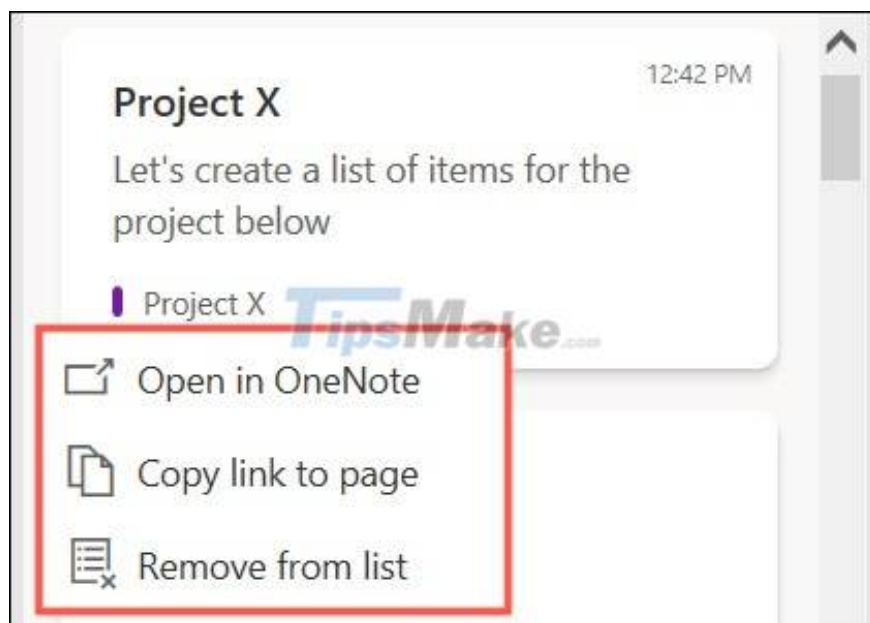 12:42 PM
Project X
Let's create a list of items for the
project below
Project X
TipsMake.com
Open in OneNote
Copy link to page
Remove from list